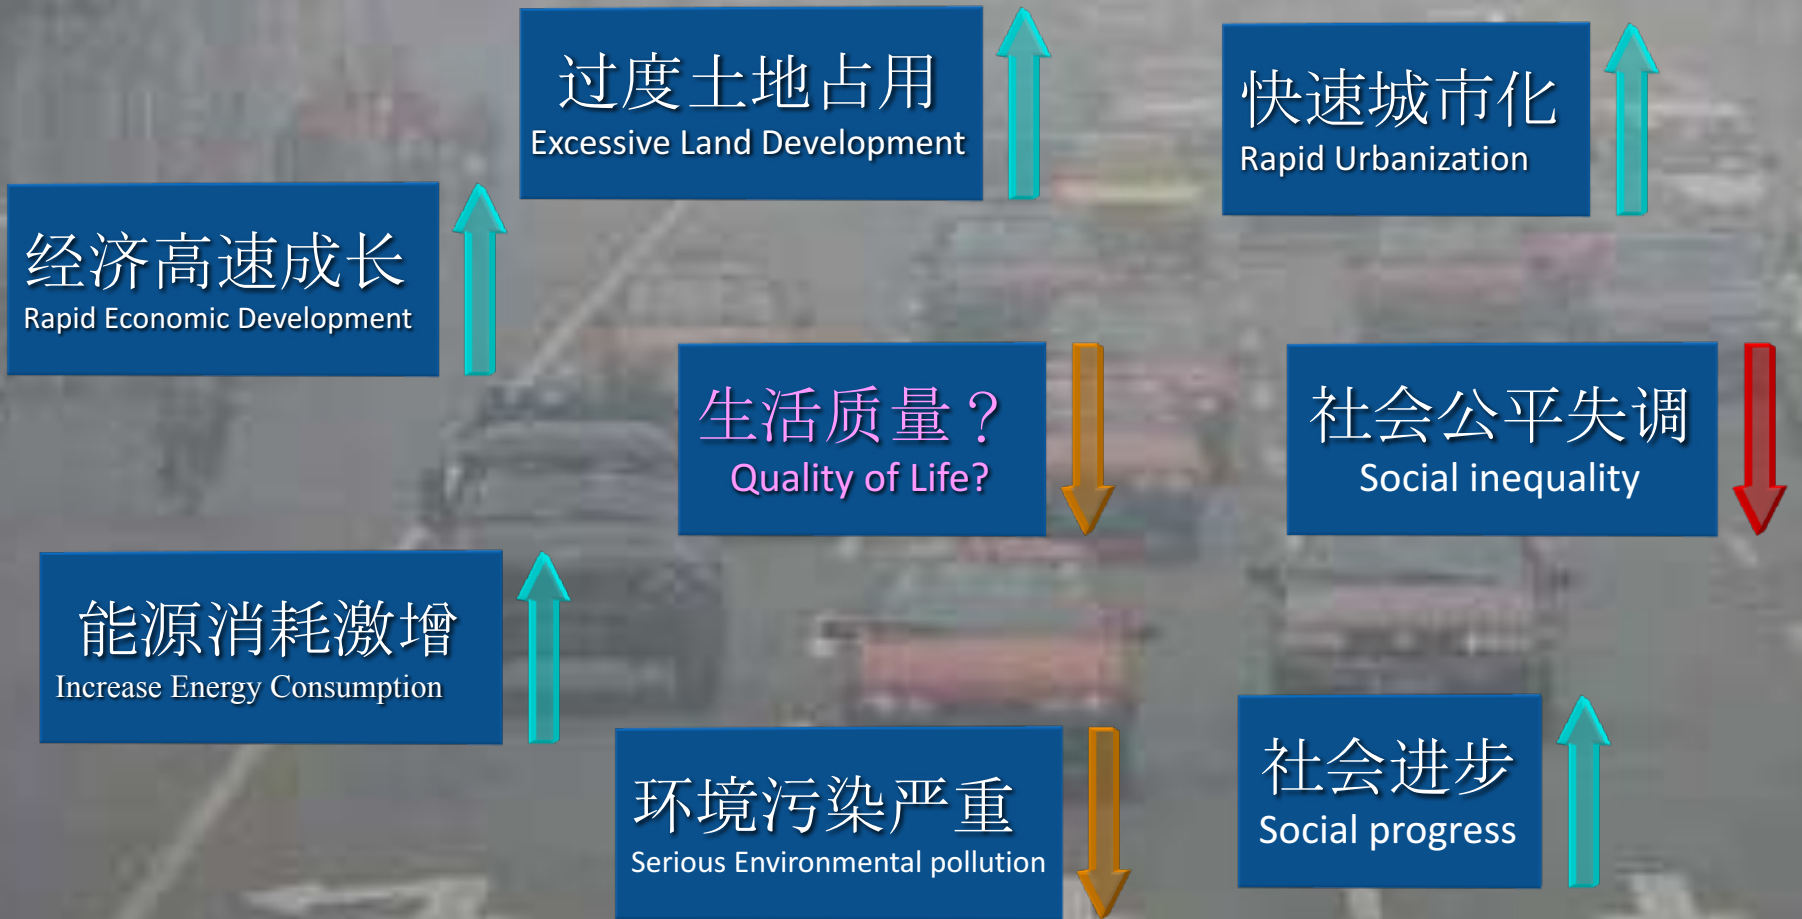 过度土地占用
Excessive Land Development
快速城市化
Rapid Urbanization
经济高速成长
Rapid Economic Development
生活质量？
Quality of Life?
社会公平失调
Social inequality
能源消耗激增
Increase Energy Consumption
环境污染严重
Serious Environmental pollution
社会进步
Social progress